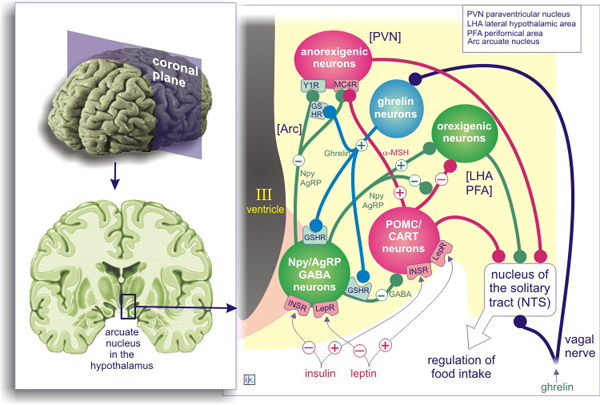 coronal
plane
arcuate
nucleus
in the
hypothalamus
PVN paraventricular nucleus
LHA lateral hypothalamic area
PFA perifornical area
Arc arcuate nucleus
[PVN]
anorexigenic
neurons
Y1R
MC4R
GS
HR
ghrelin
neurons
orexigenic
neurons
[Arc]
Ghrelin
α-MSH
+
+
−
Npy
AgRP
−
−
Npy
AgRP
[LHA
PFA]
III
ventricle
+
GSHR
POMC/
CART
neurons
LepR
INSR
Npy/AgRP
GABA
neurons
GSHR
−
GABA
INSR
LepR
nucleus of
the solitary
tract (NTS)
−
+
−
+
insulin
leptin
regulation of
food intake
vagal
nerve
ghrelin